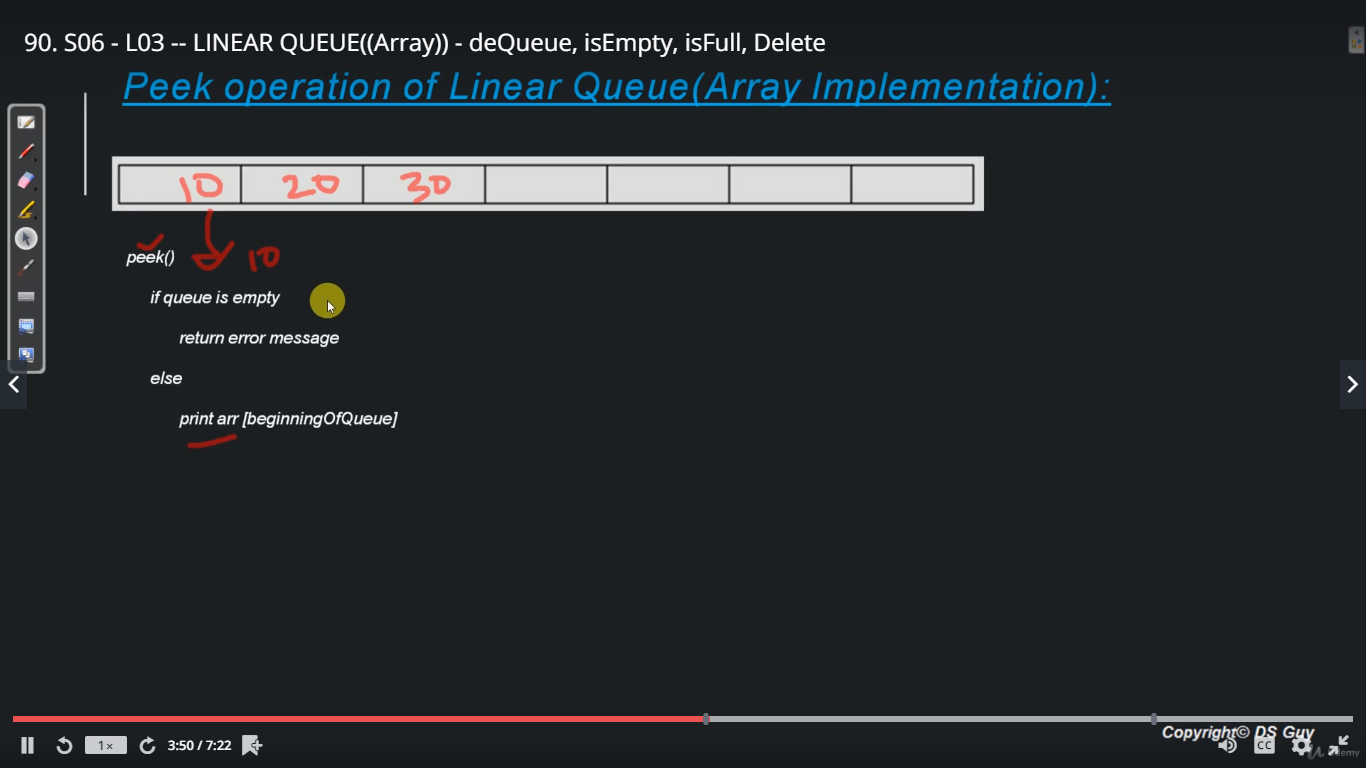 90. S06 - L03 -- LINEAR QUEUE((Array)) - deQueue, isEmpty, isFull, Delete
Peek operation of Linear Queue(Array Implementation):
10 20 30
peek() 10
if queue is empty
return error message
else
print arr [beginningOfQueue]
Copyright© DS Guy
1x 3:50 / 7:22 CC